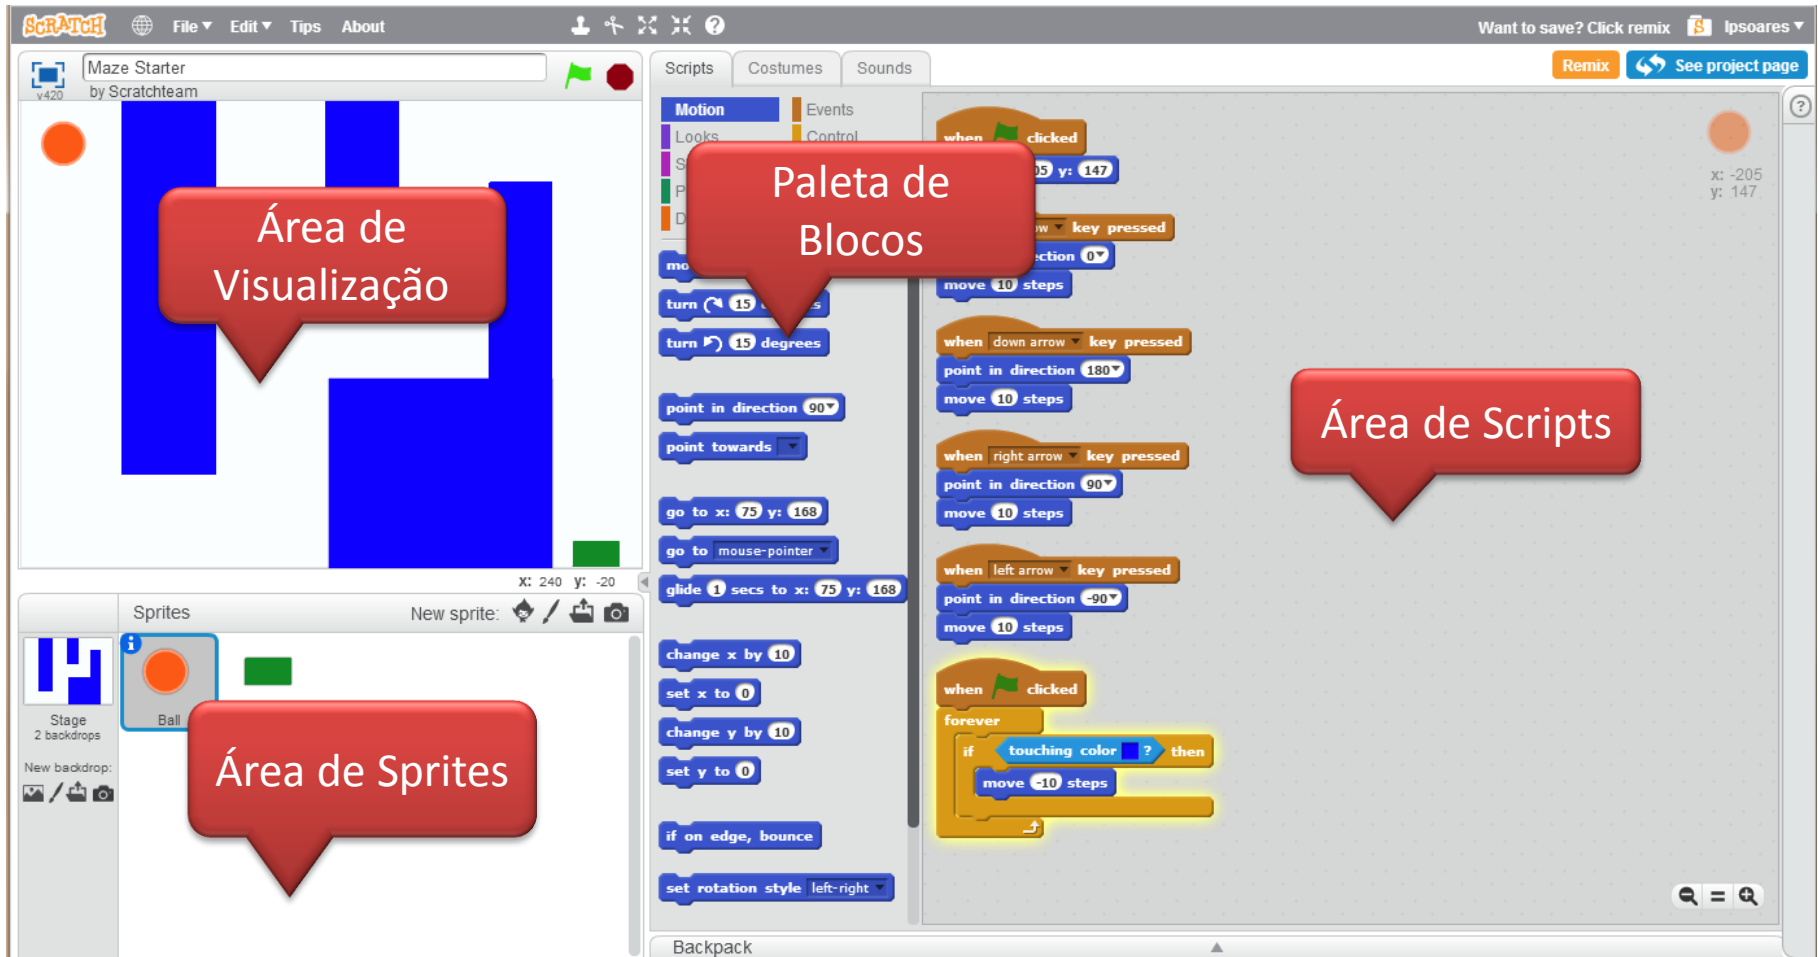 SCRATCH File Edit Tips About Want to save? Click remix lpsoares
v420
Maze Starter
by Scratchteam
Scripts Costumes Sounds
Remix See project page
Motion Events
Looks Control
Área de
Visualização
Paleta de
Blocos
turn 15
turn 15 degrees
point in direction 90
point towards
go to x: 75 y: 168
go to mouse-pointer
glide 1 secs to x: 75 y: 168
change x by 10
set x to 0
change y by 10
set y to 0
if on edge, bounce
set rotation style left-right
when clicked
y: 147
key pressed
0
move 10 steps
when down arrow key pressed
point in direction 180
move 10 steps
when right arrow key pressed
point in direction 90
move 10 steps
when left arrow key pressed
point in direction -90
move 10 steps
when clicked
forever
if touching color ? then
move -10 steps
x: -205
y: 147
Área de Scripts
X: 240 y: -20
Sprites New sprite:
Stage
2 backdrops
New backdrop:
Ball
Área de Sprites
Backpack